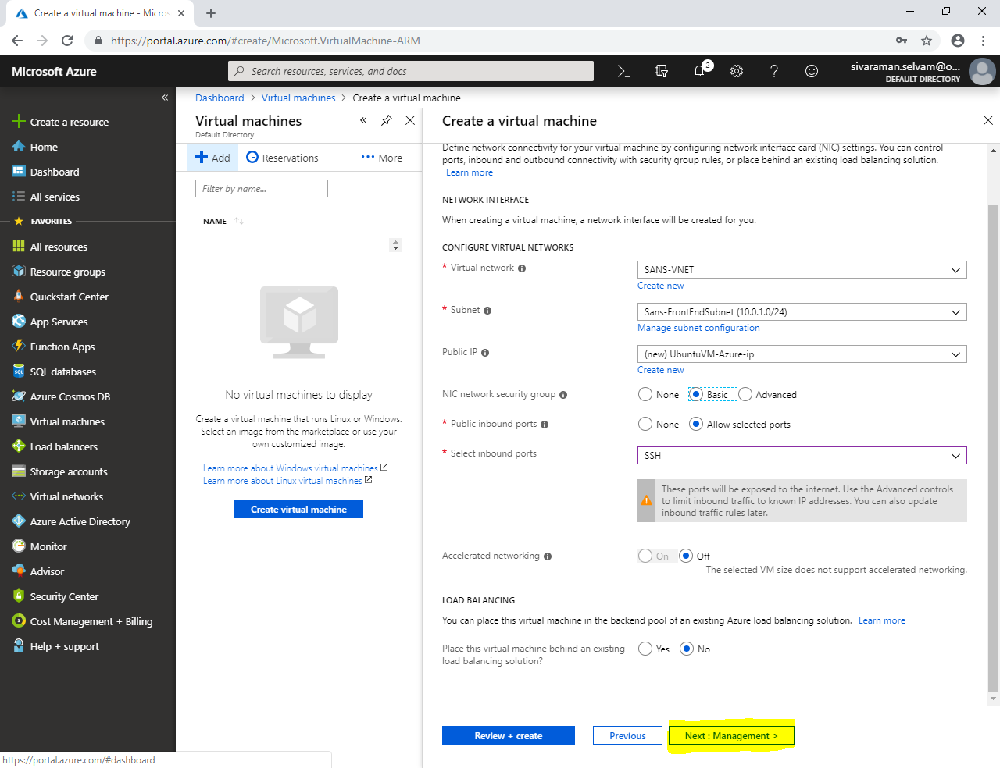 Create a virtual machine - Micros
https://portal.azure.com/#create/Microsoft.VirtualMachine-ARM
Microsoft Azure
Search resources, services, and docs
2
sivaraman.selvam@o...
DEFAULT DIRECTORY
Create a resource
Home
Dashboard
All services
FAVORITES
All resources
Resource groups
Quickstart Center
App Services
Function Apps
SQL databases
Azure Cosmos DB
Virtual machines
Load balancers
Storage accounts
Virtual networks
Azure Active Directory
Monitor
Advisor
Security Center
Cost Management + Billing
Help + support
https://portal.azure.com/#dashboard
Dashboard > Virtual machines > Create a virtual machine
Virtual machines
Default Directory
Add
Reservations
More
Filter by name...
NAME
No virtual machines to display
Create a virtual machine that runs Linux or Windows.
Select an image from the marketplace or use your
own customized image.
Learn more about Windows virtual machines
Learn more about Linux virtual machines
Create virtual machine
Create a virtual machine
Define network connectivity for your virtual machine by configuring network interface card (NIC) settings. You can control
ports, inbound and outbound connectivity with security group rules, or place behind an existing load balancing solution.
Learn more
NETWORK INTERFACE
When creating a virtual machine, a network interface will be created for you.
CONFIGURE VIRTUAL NETWORKS
* Virtual network
SANS-VNET
Create new
* Subnet
Sans-FrontEndSubnet (10.0.1.0/24)
Manage subnet configuration
Public IP
(new) UbuntuVM-Azure-ip
Create new
NIC network security group
None Basic Advanced
* Public inbound ports
None Allow selected ports
* Select inbound ports
SSH
These ports will be exposed to the internet. Use the Advanced controls
to limit inbound traffic to known IP addresses. You can also update
inbound traffic rules later.
Accelerated networking
On Off
The selected VM size does not support accelerated networking.
LOAD BALANCING
You can place this virtual machine in the backend pool of an existing Azure load balancing solution. Learn more
Place this virtual machine behind an existing
load balancing solution?
Yes No
Review + create
Previous
Next : Management >